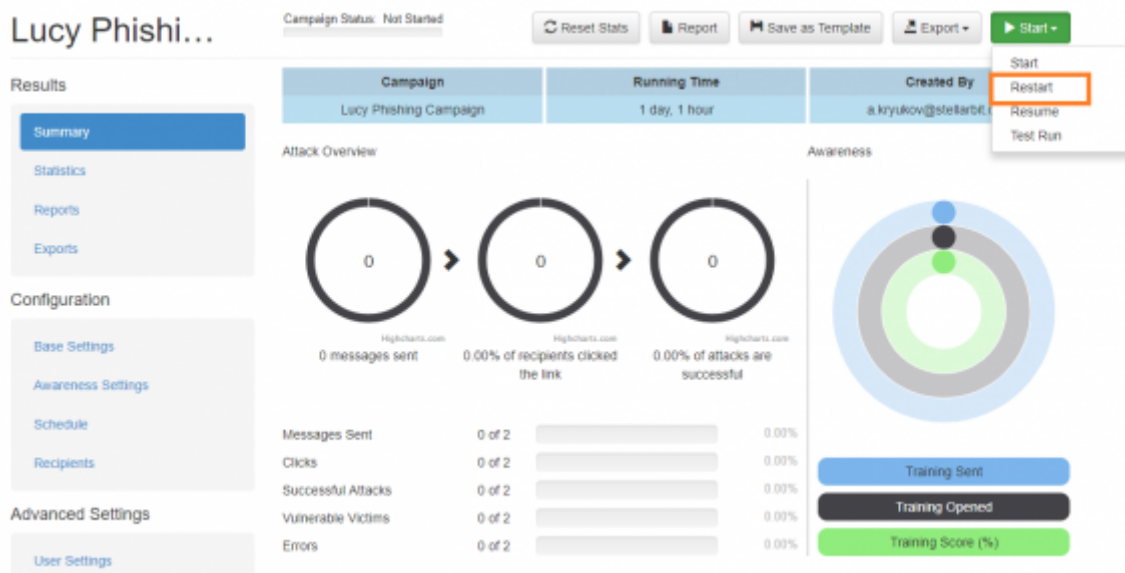 Lucy Phishi...
Campaign Status: Not Started
Reset Stats
Report
Save as Template
Export
Start
Start
Restart
Resume
Test Run
Results
Summary
Statistics
Reports
Exports
Configuration
Base Settings
Awareness Settings
Schedule
Recipients
Advanced Settings
User Settings
Campaign Running Time Created By
Lucy Phishing Campaign 1 day, 1 hour a.kryukov@stellarbit.
Attack Overview
0 0 0
Highcharts.com Highcharts.com Highcharts.com
0 messages sent
0.00% of recipients clicked
the link
0.00% of attacks are
successful
Messages Sent 0 of 2 0.00%
Clicks 0 of 2 0.00%
Successful Attacks 0 of 2 0.00%
Vulnerable Victims 0 of 2 0.00%
Errors 0 of 2 0.00%
Awareness
Training Sent
Training Opened
Training Score (%)